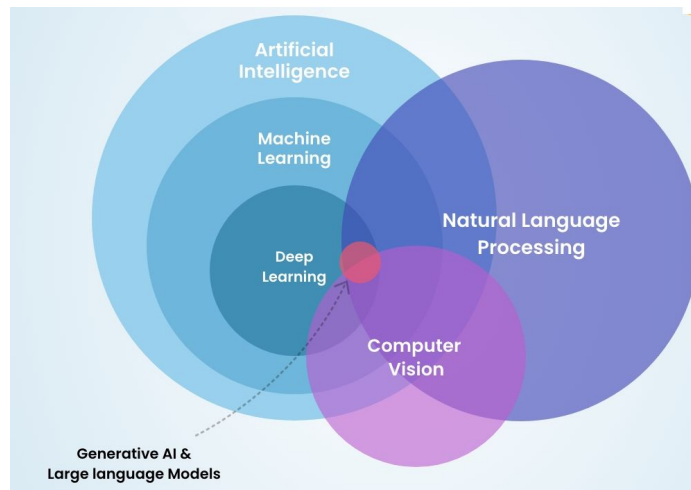 Artificial
Intelligence
Machine
Learning
Natural Language
Processing
Deep
Learning
Computer
Vision
Generative AI &
Large language Models